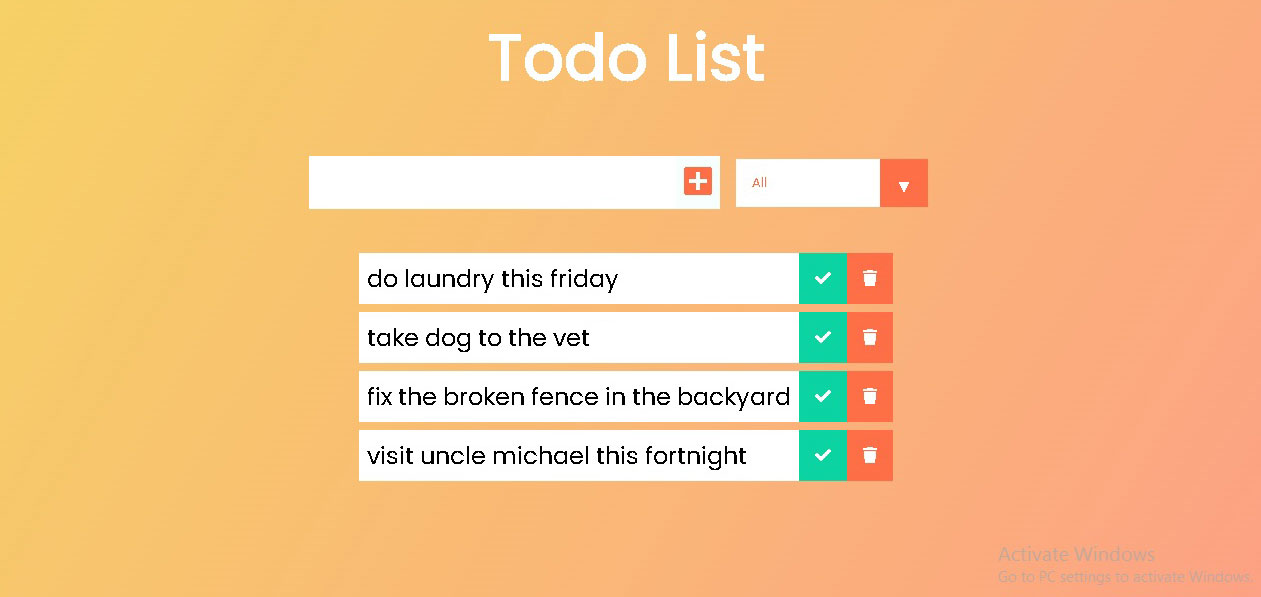 Todo List
All
do laundry this friday
take dog to the vet
fix the broken fence in the backyard
visit uncle michael this fortnight
Activate Windows
Go to PC settings to activate Windows.